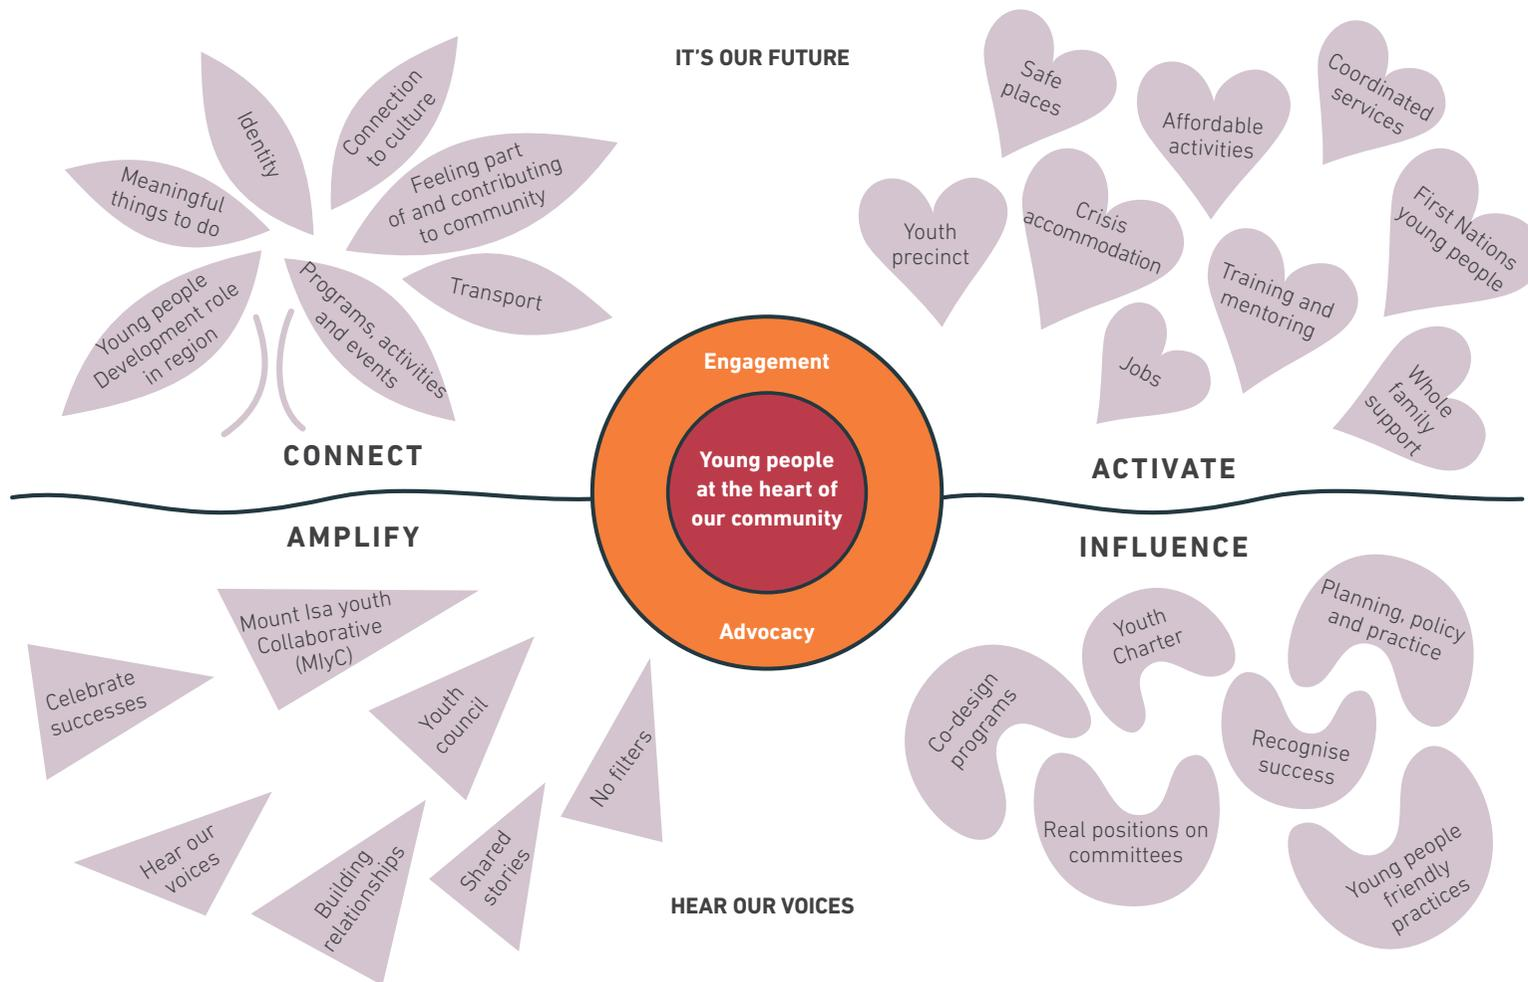 IT'S OUR FUTURE
Identity
Connection
to culture
Meaningful
things to do
Feeling part
of and contributing
to community
Young people
Development role
in region
Programs, activities
and events
Transport
CONNECT
Safe
places
Affordable
activities
Coordinated
services
Youth
precinct
Crisis
accommodation
First Nations
young people
Training and
mentoring
Jobs
Whole
family
support
ACTIVATE
Engagement
Young people
at the heart of
our community
Advocacy
AMPLIFY
Mount Isa youth
Collaborative
(MIyC)
Celebrate
successes
Youth
council
No filters
Hear our
voices
Building
relationships
Shared
stories
INFLUENCE
Youth
Charter
Planning, policy
and practice
Co-design
programs
Recognise
success
Real positions on
committees
Young people
friendly
practices
HEAR OUR VOICES